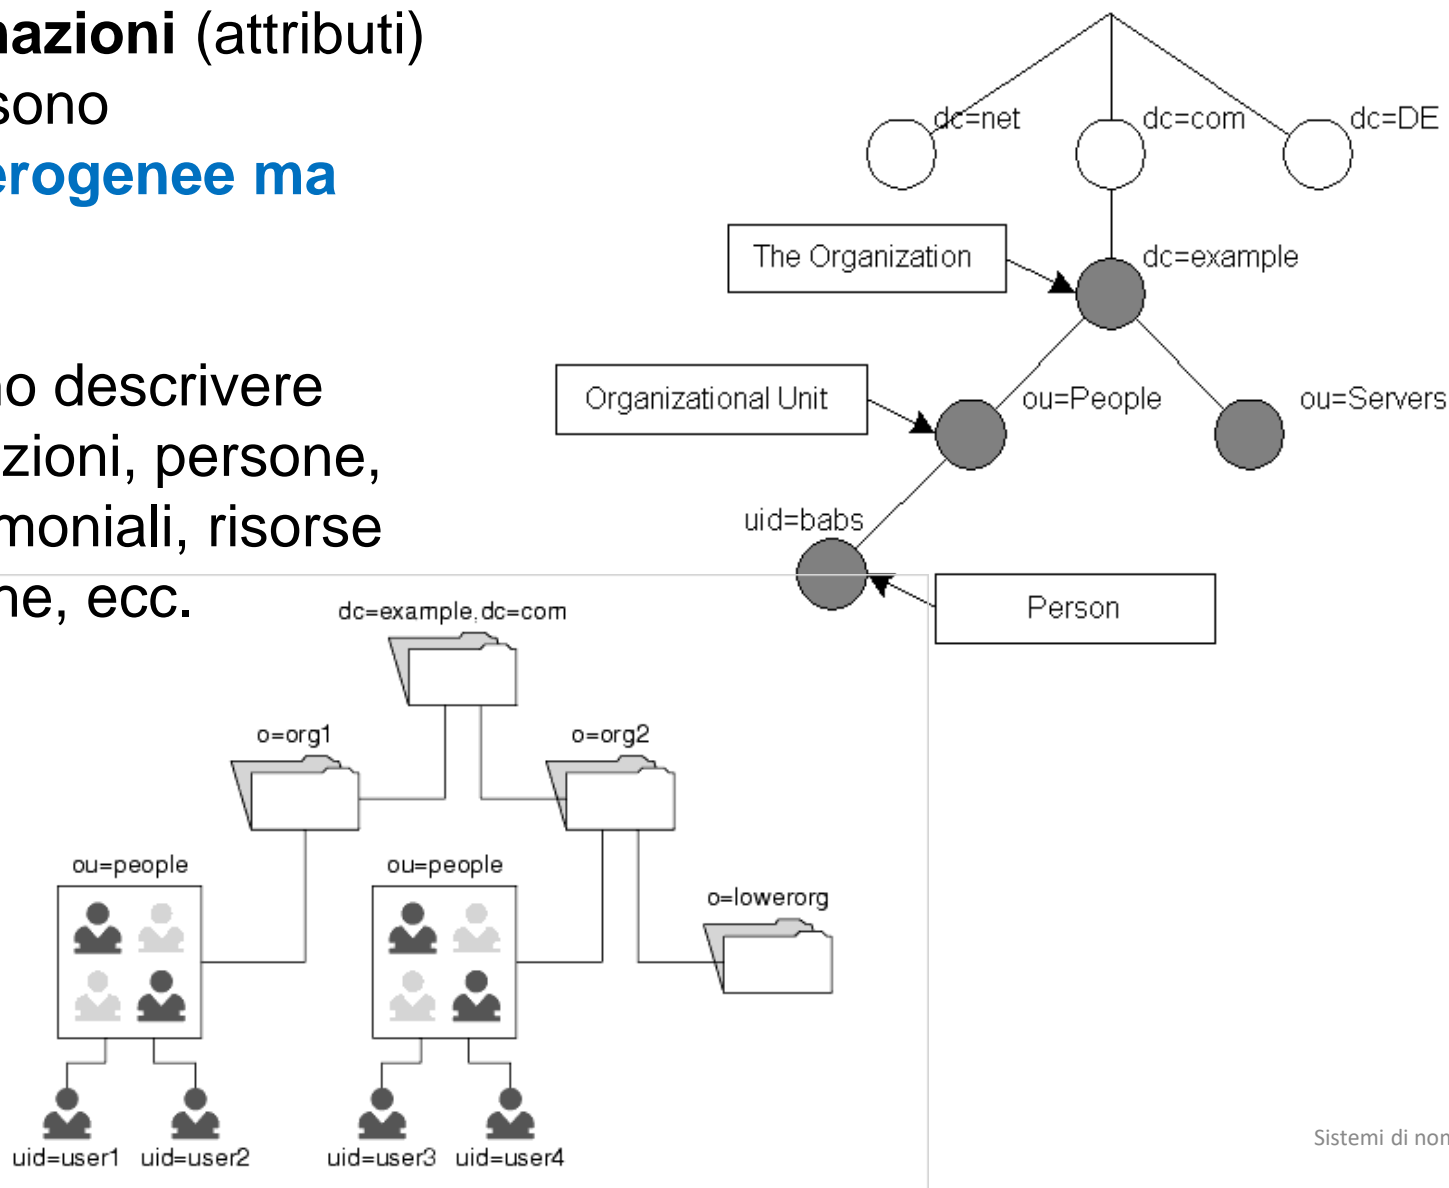 nazioni (attributi)
sono
erogenee ma
no descrivere
zioni, persone,
moniali, risorse
ne, ecc.
dc=net
dc=com
dc=DE
The Organization
dc=example
Organizational Unit
ou=People
ou=Servers
uid=babs
Person
dc=example,dc=com
o=org1
o=org2
ou=people
ou=people
o=lowerorg
uid=user1
uid=user2
uid=user3
uid=user4
Sistemi di non